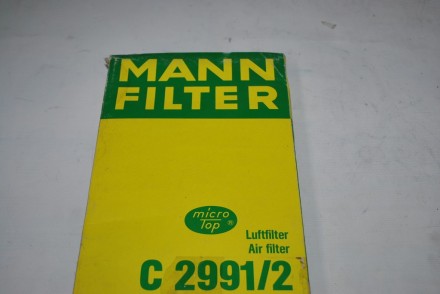 MANN
FILTER
micro
Top ®
Luftfilter
Air filter
C 2991/2